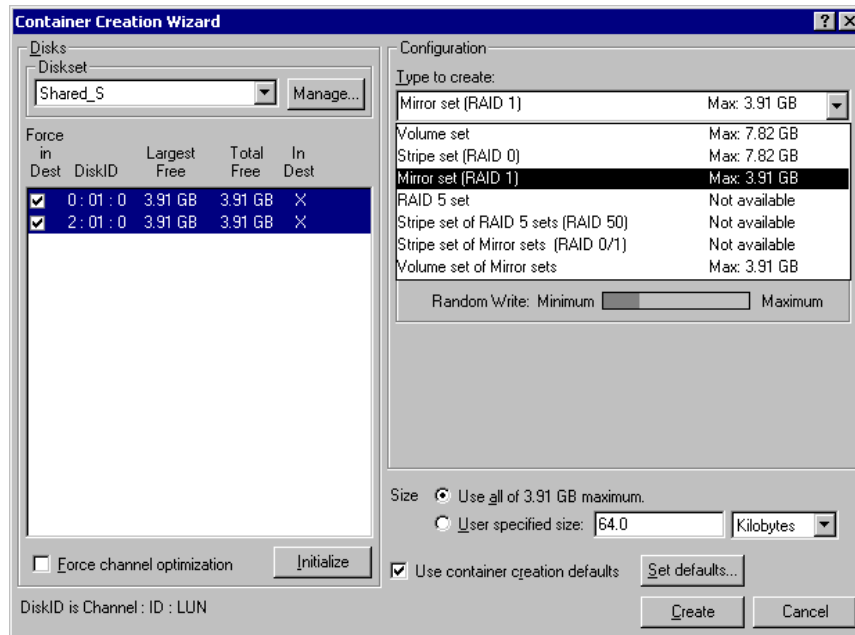 Container Creation Wizard
Disks
Diskset
Shared_S
Manage...
Force in Dest
DiskID
Largest Free
Total Free
In Dest
0 : 01 : 0 3.91 GB 3.91 GB X
2 : 01 : 0 3.91 GB 3.91 GB X
Force channel optimization
Initialize
DiskID is Channel : ID : LUN
Configuration
Type to create:
Mirror set (RAID 1) Max: 3.91 GB
Volume set Max: 7.82 GB
Stripe set (RAID 0) Max: 7.82 GB
Mirror set (RAID 1) Max: 3.91 GB
RAID 5 set Not available
Stripe set of RAID 5 sets (RAID 50) Not available
Stripe set of Mirror sets (RAID 0/1) Not available
Volume set of Mirror sets Max: 3.91 GB
Random Write: Minimum Maximum
Size Use all of 3.91 GB maximum.
User specified size: 64.0 Kilobytes
Use container creation defaults Set defaults...
Create Cancel